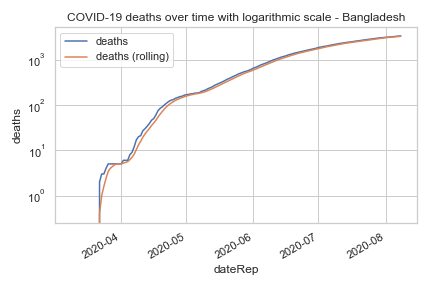 COVID-19 deaths over time with logarithmic scale - Bangladesh
deaths
deaths (rolling)
10³
10²
10¹
10⁰
deaths
2020-04
2020-05
2020-06
2020-07
2020-08
dateRep